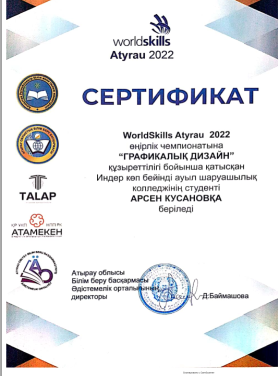 worldskills
Atyrau 2022
СЕРТИФИКАТ
WorldSkills Atyrau 2022
өңірлік чемпионатына
"ГРАФИКАЛЫҚ ДИЗАЙН"
құзыреттілігі бойынша қатысқан
Индер көп бейінді ауыл шаруашылық
колледжінің студенті
АРСЕН КУСАНОВҚА
беріледі
TALAP
АТАМЕКЕН
Атырау облысы
Білім беру басқармасы
Әдістемелік орталығының
директоры
Д.Баймашова